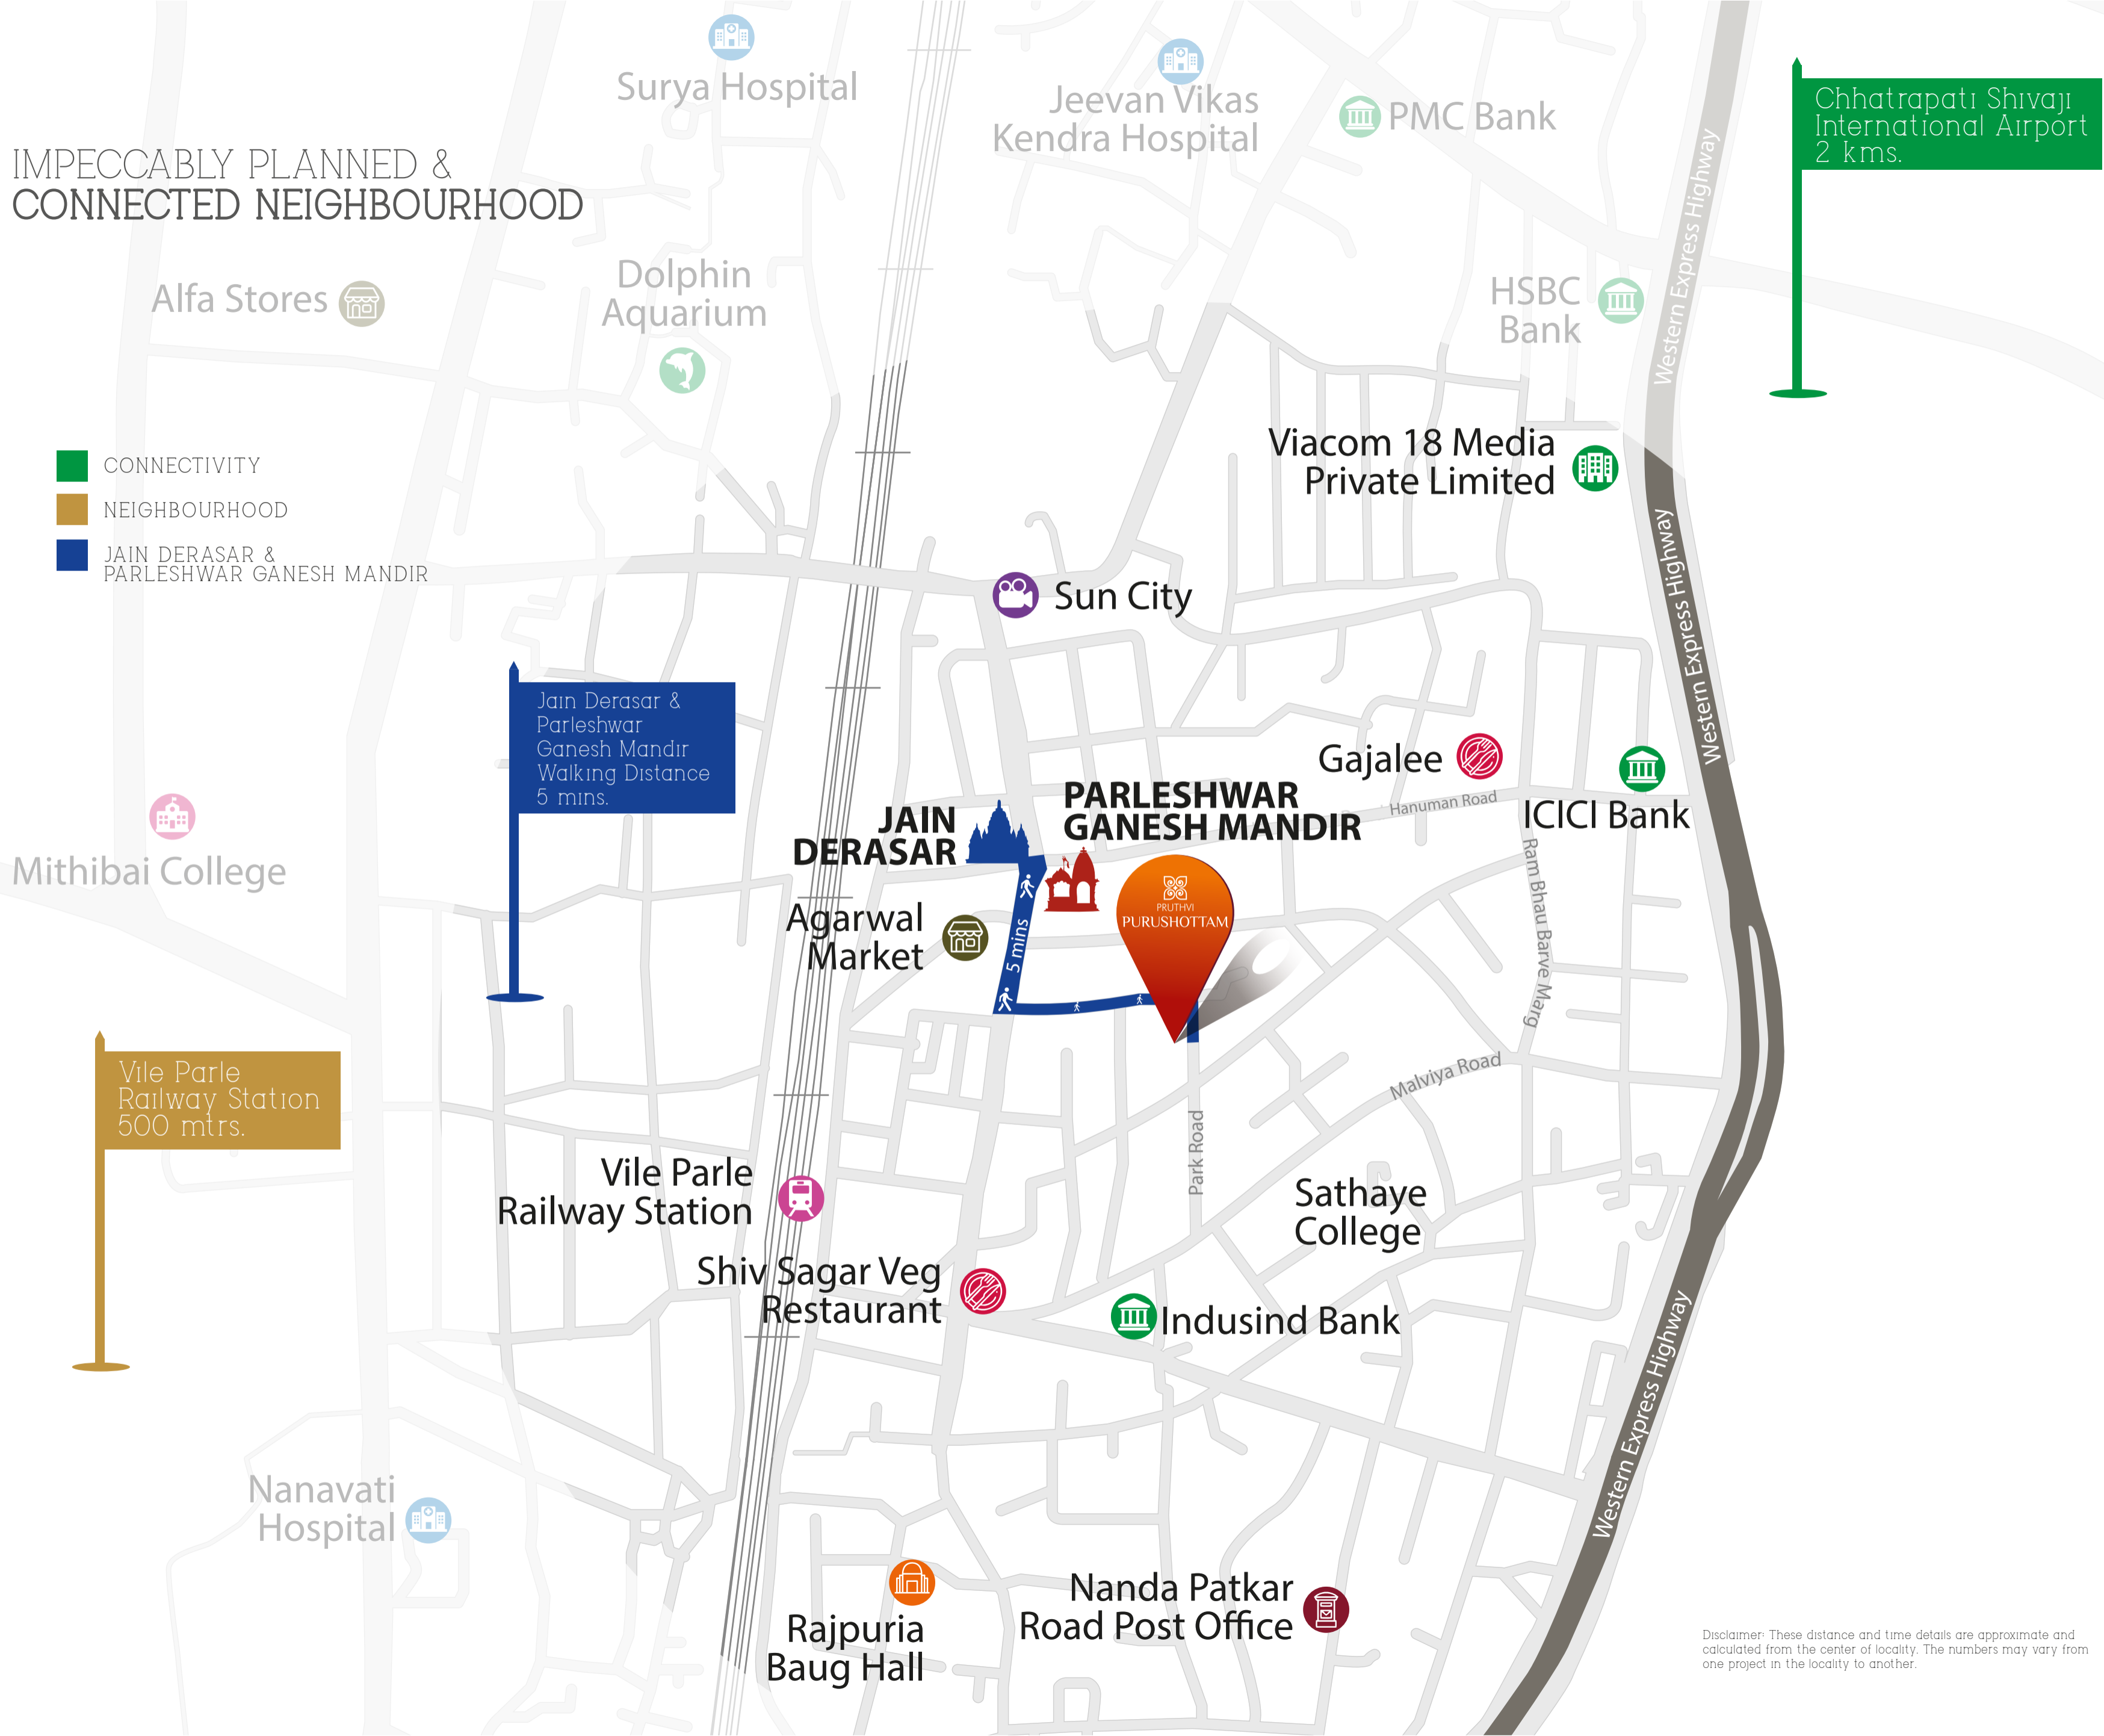 Surya Hospital
Jeevan Vikas
Kendra Hospital
PMC Bank
Chhatrapati Shivaji
International Airport
2 kms.
IMPECCABLY PLANNED &
CONNECTED NEIGHBOURHOOD
Western Express Highway
Alfa Stores
Dolphin
Aquarium
HSBC
Bank
CONNECTIVITY
NEIGHBOURHOOD
JAIN DERASAR &
PARLESHWAR GANESH MANDIR
Viacom 18 Media
Private Limited
Western Express Highway
Sun City
Jain Derasar &
Parleshwar
Ganesh Mandir
Walking Distance
5 mins.
Gajalee
ICICI Bank
Hanuman Road
PARLESHWAR
GANESH MANDIR
JAIN
DERASAR
Mithibai College
Ram Bhau Barve Marg
Agarwal
Market
5 mins
PRUTHVI
PURUSHOTTAM
Malviya Road
Vile Parle
Railway Station
500 mtrs.
Park Road
Vile Parle
Railway Station
Sathaye
College
Shiv Sagar Veg
Restaurant
Indusind Bank
Western Express Highway
Nanavati
Hospital
Rajpuria
Baug Hall
Nanda Patkar
Road Post Office
Disclaimer: These distance and time details are approximate and
calculated from the center of locality. The numbers may vary from
one project in the locality to another.